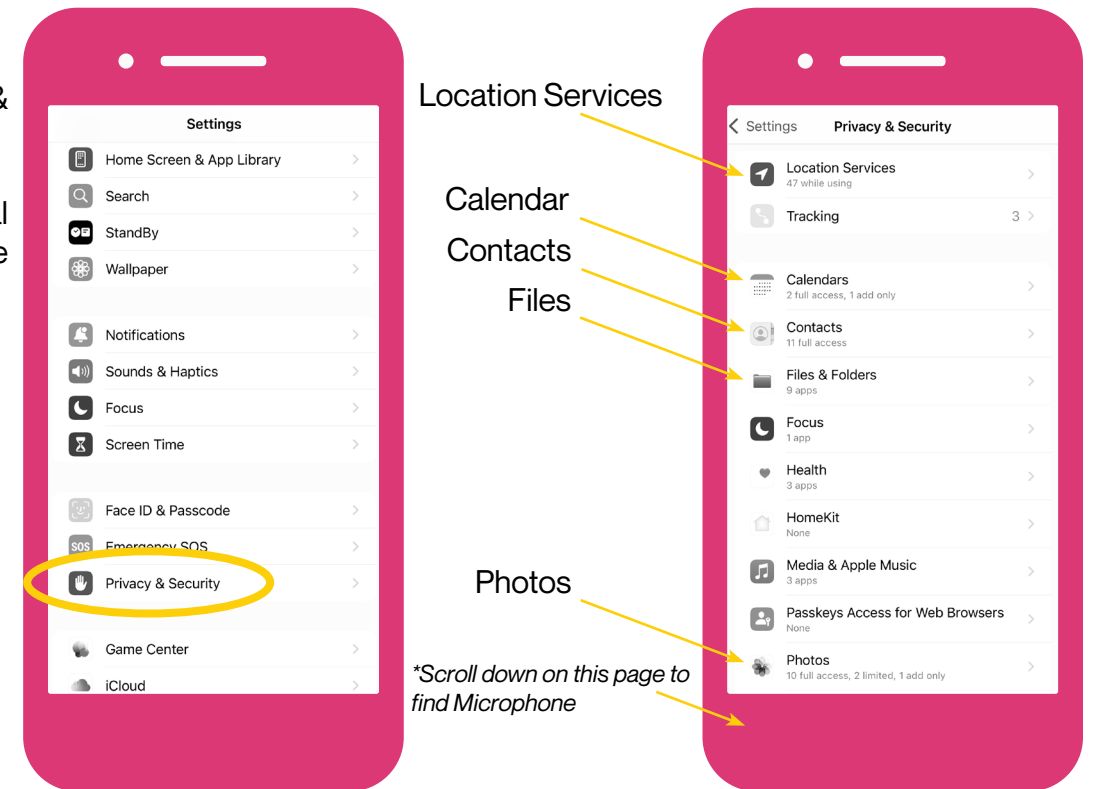 &
al
e
Settings
Home Screen & App Library
Search
StandBy
Wallpaper
Notifications
Sounds & Haptics
Focus
Screen Time
Face ID & Passcode
SOS Emergency SOS
Privacy & Security
Game Center
iCloud
Location Services
Calendar
Contacts
Files
Photos
*Scroll down on this page to
find Microphone
Settings Privacy & Security
Location Services
47 while using
Tracking 3
Calendars
2 full access, 1 add only
Contacts
11 full access
Files & Folders
9 apps
Focus
1 app
Health
3 apps
HomeKit
None
Media & Apple Music
3 apps
Passkeys Access for Web Browsers
None
Photos
10 full access, 2 limited, 1 add only